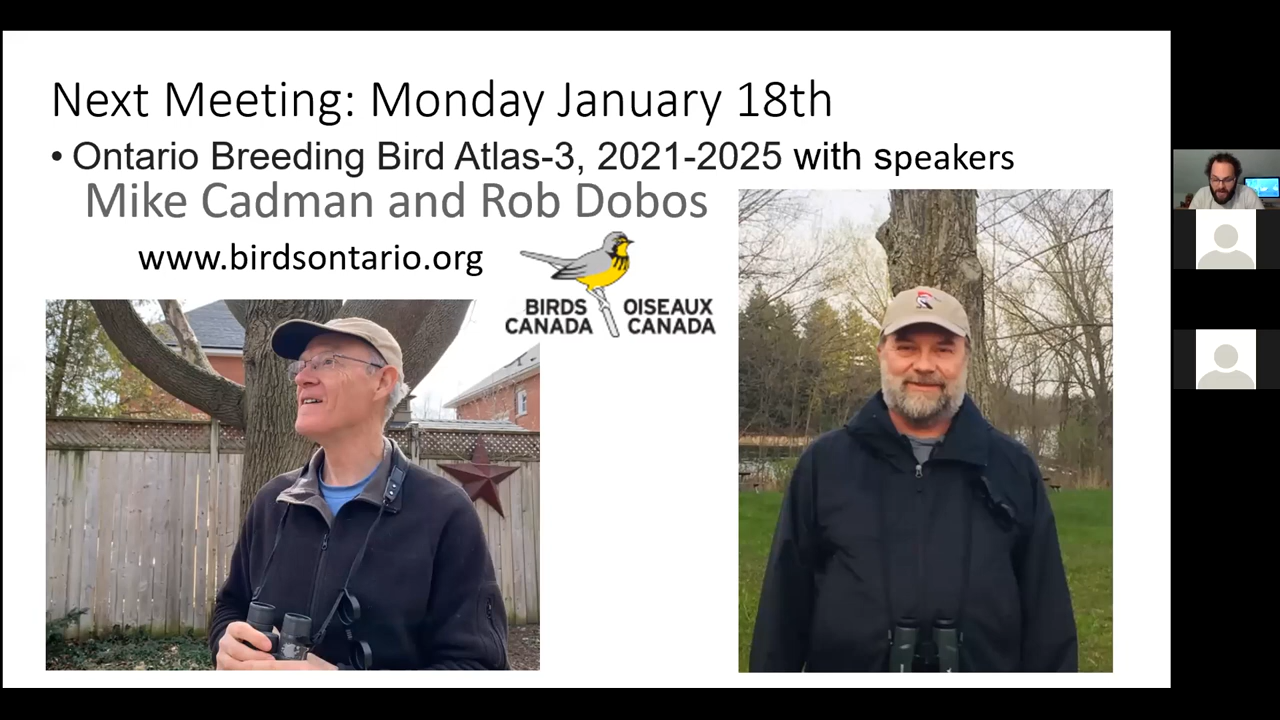 Next Meeting: Monday January 18th
• Ontario Breeding Bird Atlas-3, 2021-2025 with speakers
Mike Cadman and Rob Dobos
www.birdsontario.org
BIRDS CANADA
OISEAUX CANADA